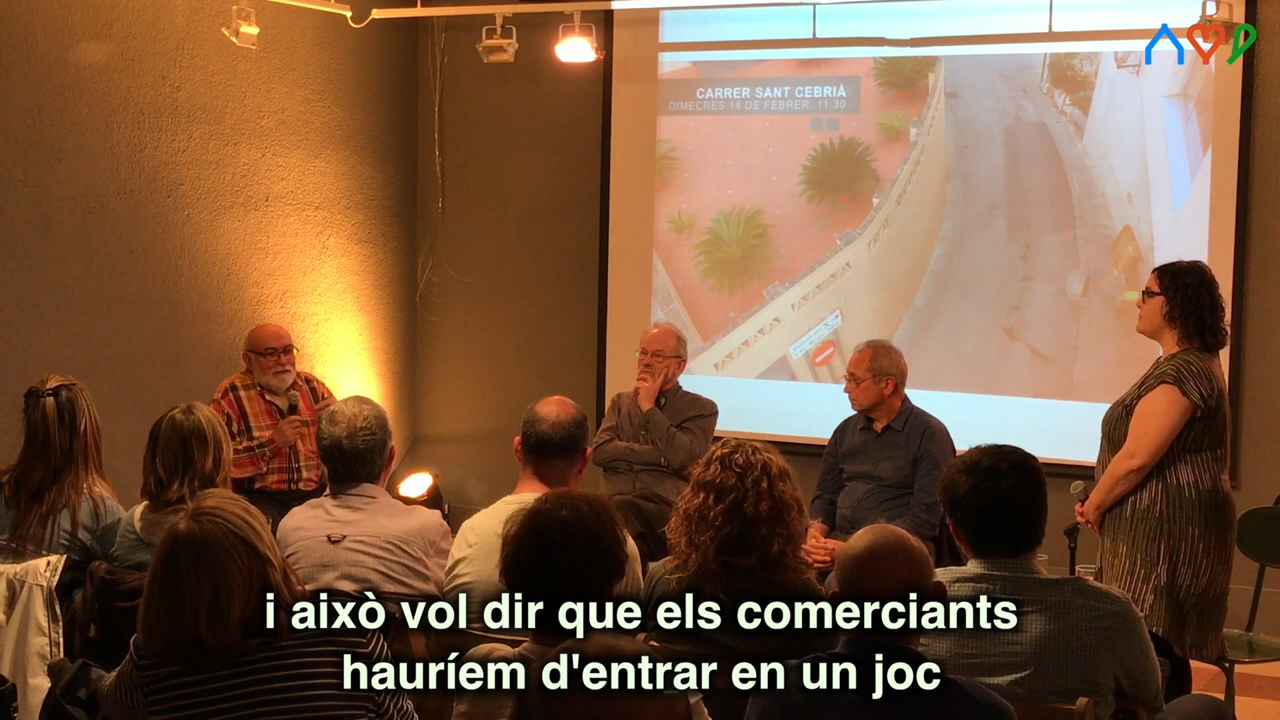 CARRER SANT CEBRIÀ
DIMECRES 18 DE FEBRER. 11:30
i això vol dir que els comerciants
hauríem d'entrar en un joc